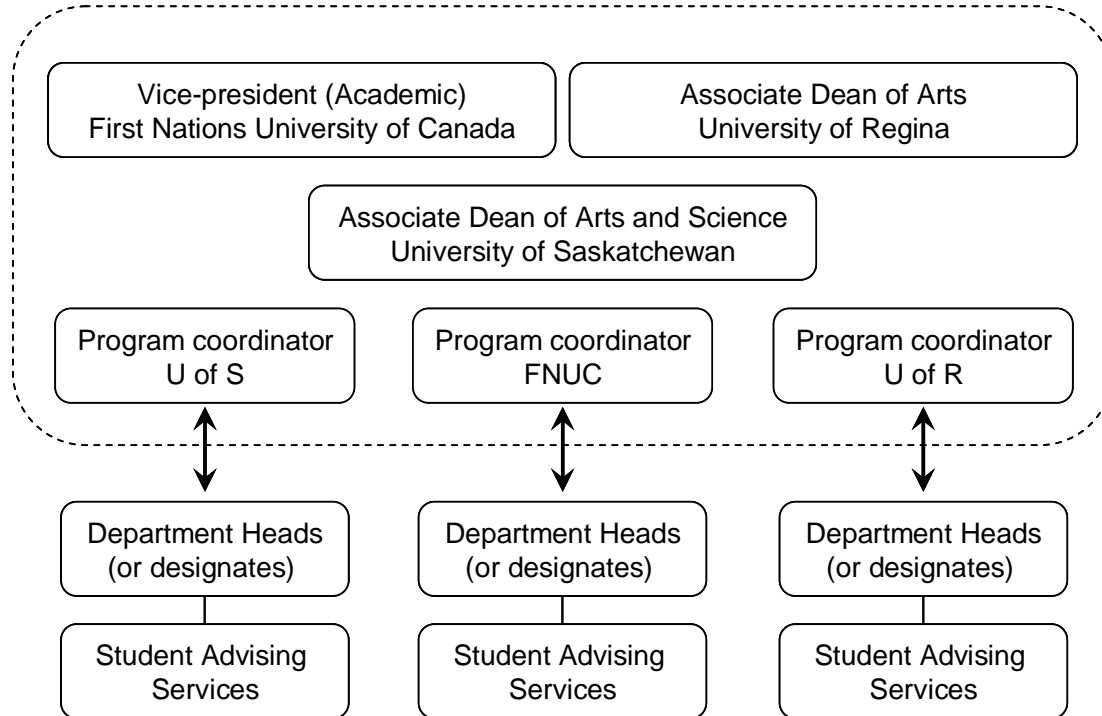 Vice-president (Academic)
First Nations University of Canada
Associate Dean of Arts
University of Regina
Associate Dean of Arts and Science
University of Saskatchewan
Program coordinator
U of S
Program coordinator
FNUC
Program coordinator
U of R
Department Heads
(or designates)
Department Heads
(or designates)
Department Heads
(or designates)
Student Advising
Services
Student Advising
Services
Student Advising
Services